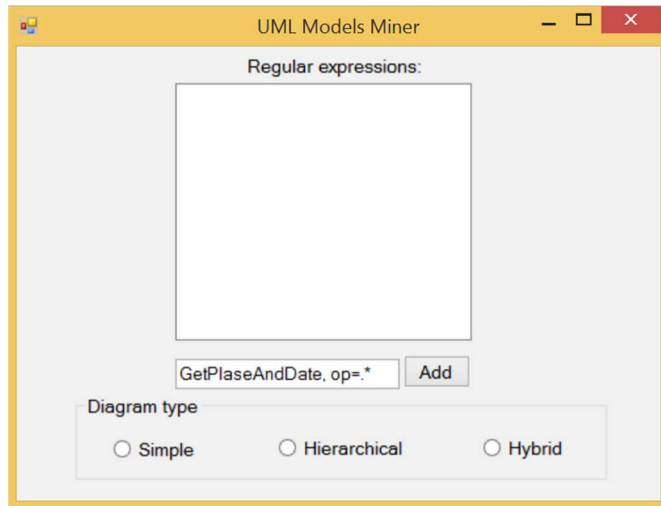 UML Models Miner
Regular expressions:
GetPlaseAndDate, op=.* Add
Diagram type
Simple Hierarchical Hybrid